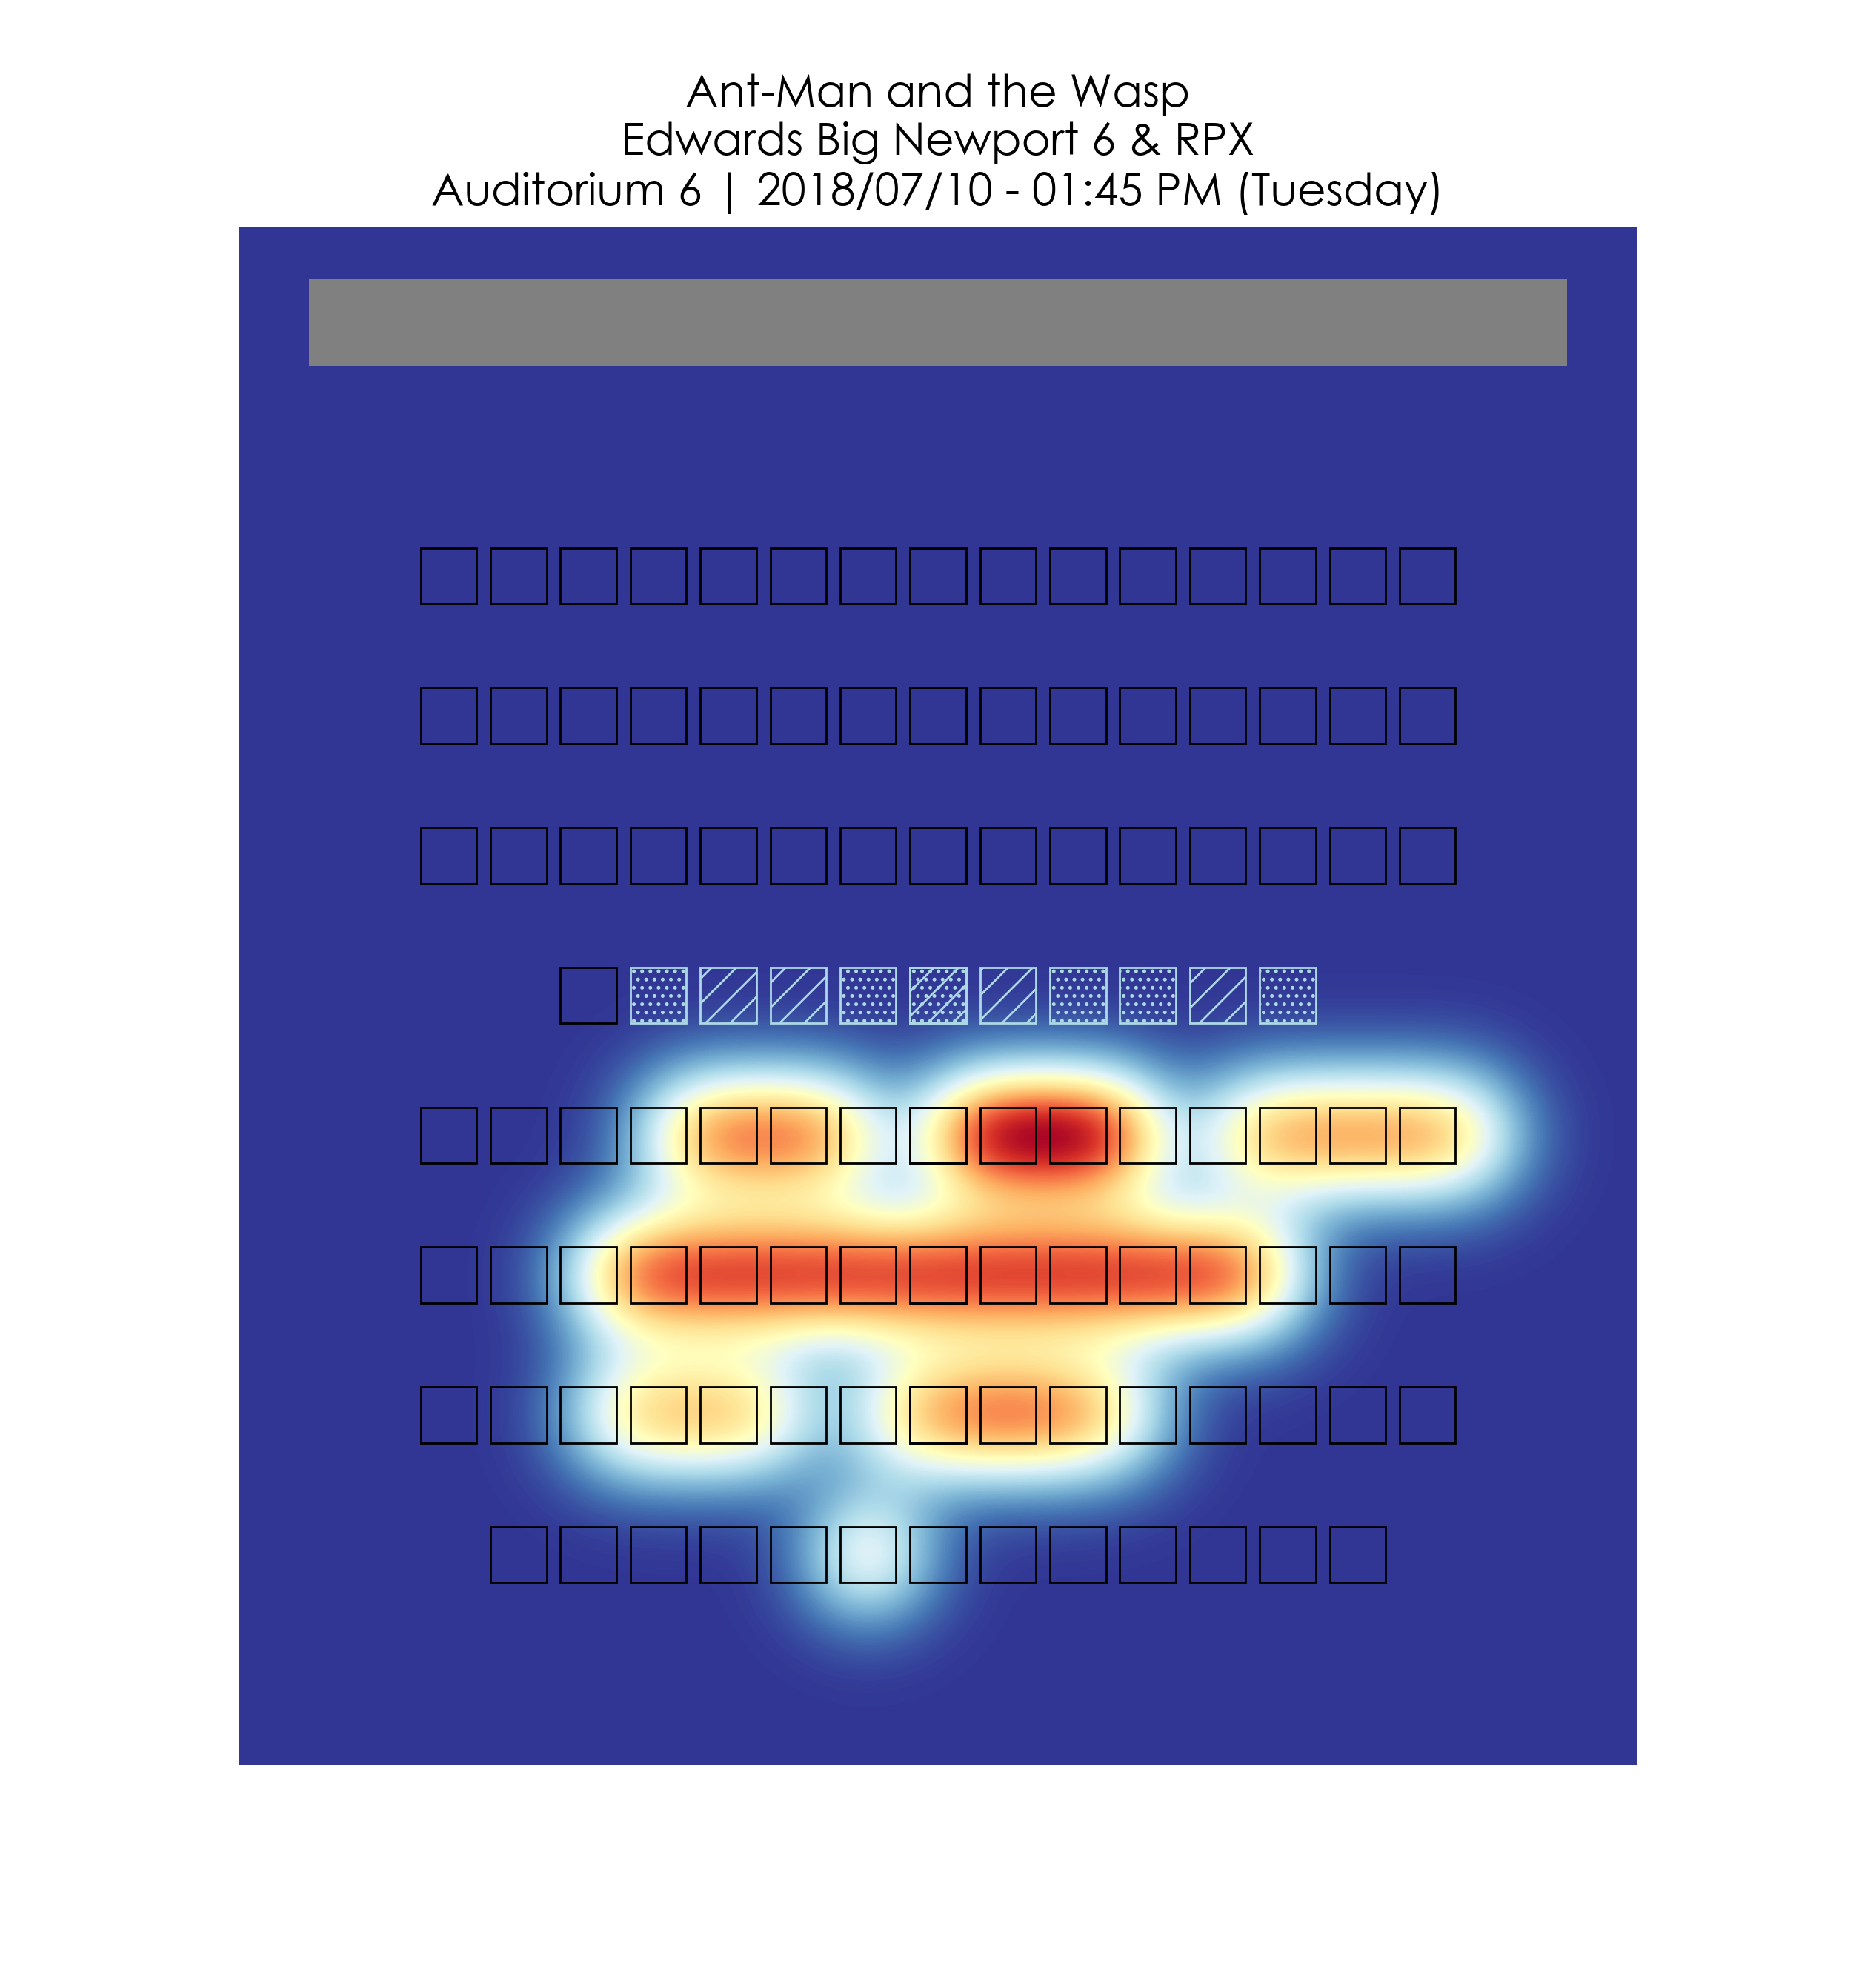 Ant-Man and the Wasp
Edwards Big Newport 6 & RPX
Auditorium 6 | 2018/07/10 - 01:45 PM (Tuesday)